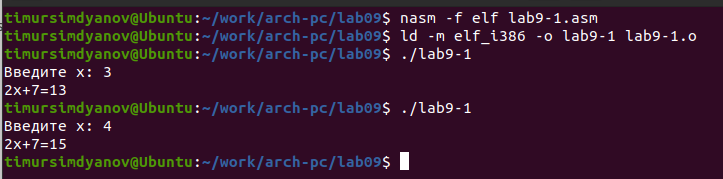 timursimdyanov@Ubuntu:~/work/arch-pc/lab09$ nasm -f elf lab9-1.asm
timursimdyanov@Ubuntu:~/work/arch-pc/lab09$ ld -m elf_i386 -o lab9-1 lab9-1.o
timursimdyanov@Ubuntu:~/work/arch-pc/lab09$ ./lab9-1
Введите x: 3
2x+7=13
timursimdyanov@Ubuntu:~/work/arch-pc/lab09$ ./lab9-1
Введите x: 4
2x+7=15
timursimdyanov@Ubuntu:~/work/arch-pc/lab09$